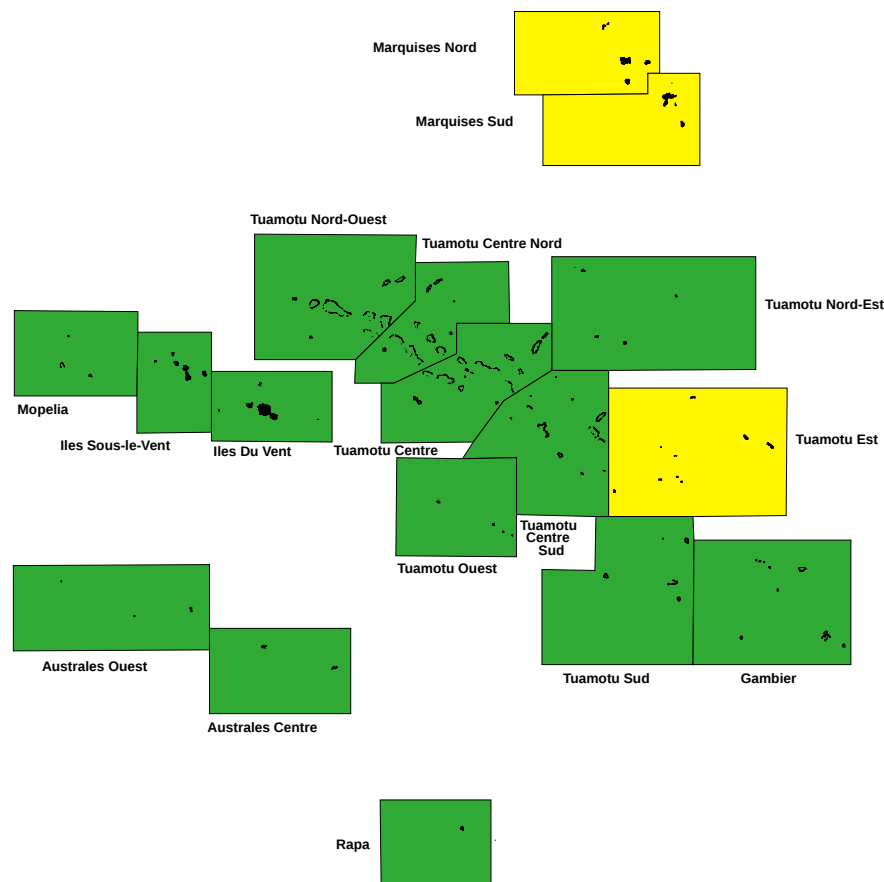 Marquises Nord
Marquises Sud
Tuamotu Nord-Ouest
Tuamotu Centre Nord
Tuamotu Nord-Est
Mopelia
Iles Sous-le-Vent
Iles Du Vent
Tuamotu Centre
Tuamotu Est
Tuamotu
Centre
Sud
Tuamotu Ouest
Australes Ouest
Tuamotu Sud
Gambier
Australes Centre
Rapa